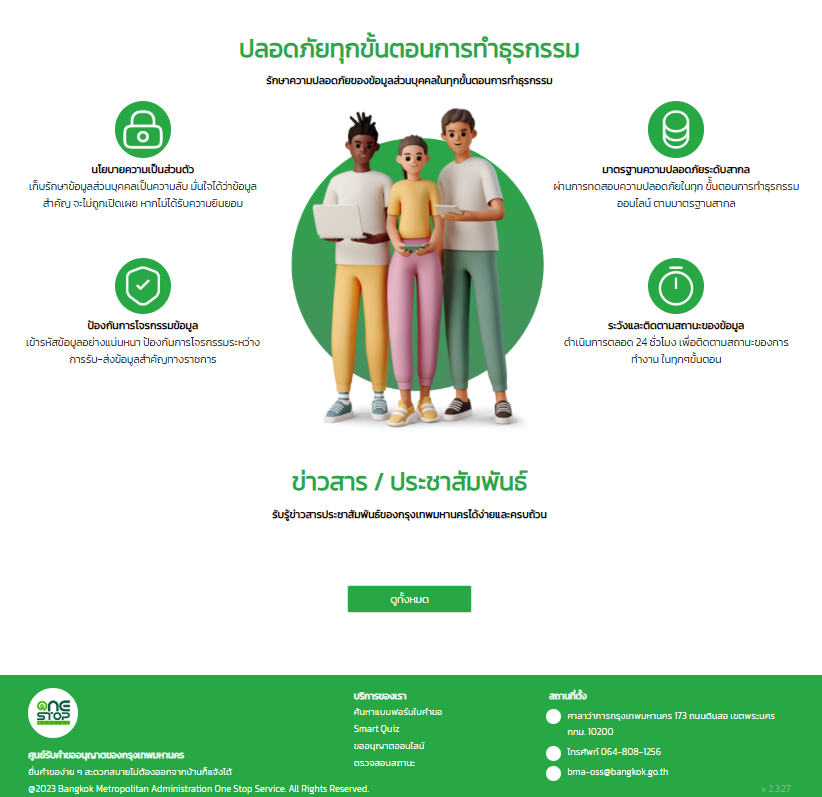 ปลอดภัยทุกขั้นตอนการทำธุรกรรม
รักษาความปลอดภัยของข้อมูลส่วนบุคคลในทุกขั้นตอนการทำธุรกรรม
นโยบายความเป็นส่วนตัว
เก็บรักษาข้อมูลส่วนบุคคลเป็นความลับ มั่นใจได้ว่าข้อมูล
สำคัญ จะไม่ถูกเปิดเผย หากไม่ได้รับความยินยอม
มาตรฐานความปลอดภัยระดับสากล
ผ่านการทดสอบความปลอดภัยในทุก ขั้นตอนการทำธุรกรรม
ออนไลน์ ตามมาตรฐานสากล
ป้องกันการโจรกรรมข้อมูล
เข้ารหัสข้อมูลอย่างแน่นหนา ป้องกันการโจรกรรมระหว่าง
การรับ-ส่งข้อมูลสำคัญทางราชการ
ระวังและติดตามสถานะของข้อมูล
ดำเนินการตลอด 24 ชั่วโมง เพื่อติดตามสถานะของการ
ทำงาน ในทุกๆขั้นตอน
ข่าวสาร / ประชาสัมพันธ์
รับรู้ข่าวสารประชาสัมพันธ์ของกรุงเทพมหานครได้ง่ายและครบถ้วน
ดูทั้งหมด
ONE
STOP
ศูนย์รับคำขออนุญาตของกรุงเทพมหานคร
ยื่นคำของ่าย ๆ สะดวกสบายไม่ต้องออกจากบ้านก็แจ้งได้
@2023 Bangkok Metropolitan Administration One Stop Service. All Rights Reserved.
บริการของเรา
ค้นหาแบบฟอร์มใบคำขอ
Smart Quiz
ขออนุญาตออนไลน์
ตรวจสอบสถานะ
สถานที่ตั้ง
ศาลาว่าการกรุงเทพมหานคร 173 ถนนดินสอ เขตพระนคร
กทม. 10200
โทรศัพท์ 064-808-1256
bma-oss@bangkok.go.th
v 2.3.27